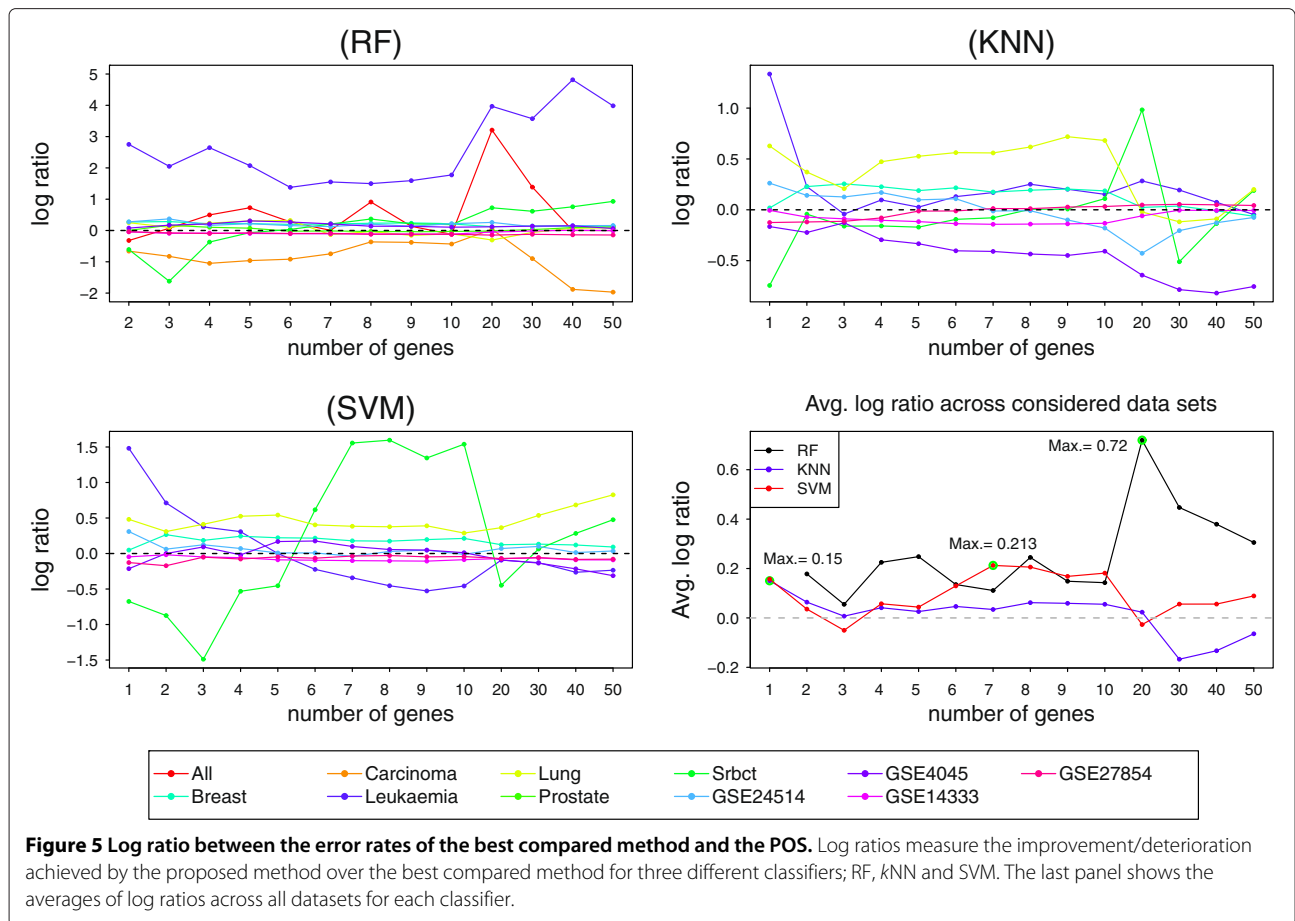 (RF)
log ratio
5
4
3
2
1
0
−1
−2
2 3 4 5 6 7 8 9 10 20 30 40 50
number of genes
(KNN)
log ratio
1.0
0.5
0.0
−0.5
1 2 3 4 5 6 7 8 9 10 20 30 40 50
number of genes
(SVM)
log ratio
1.5
1.0
0.5
0.0
−0.5
−1.0
−1.5
1 2 3 4 5 6 7 8 9 10 20 30 40 50
number of genes
Avg. log ratio across considered data sets
Avg. log ratio
0.6
0.4
0.2
0.0
−0.2
RF
KNN
SVM
Max.= 0.15
Max.= 0.213
Max.= 0.72
1 2 3 4 5 6 7 8 9 10 20 30 40 50
number of genes
All Carcinoma Lung Srbct GSE4045 GSE27854
Breast Leukaemia Prostate GSE24514 GSE14333
Figure 5 Log ratio between the error rates of the best compared method and the POS. Log ratios measure the improvement/deterioration
achieved by the proposed method over the best compared method for three different classifiers; RF, kNN and SVM. The last panel shows the
averages of log ratios across all datasets for each classifier.